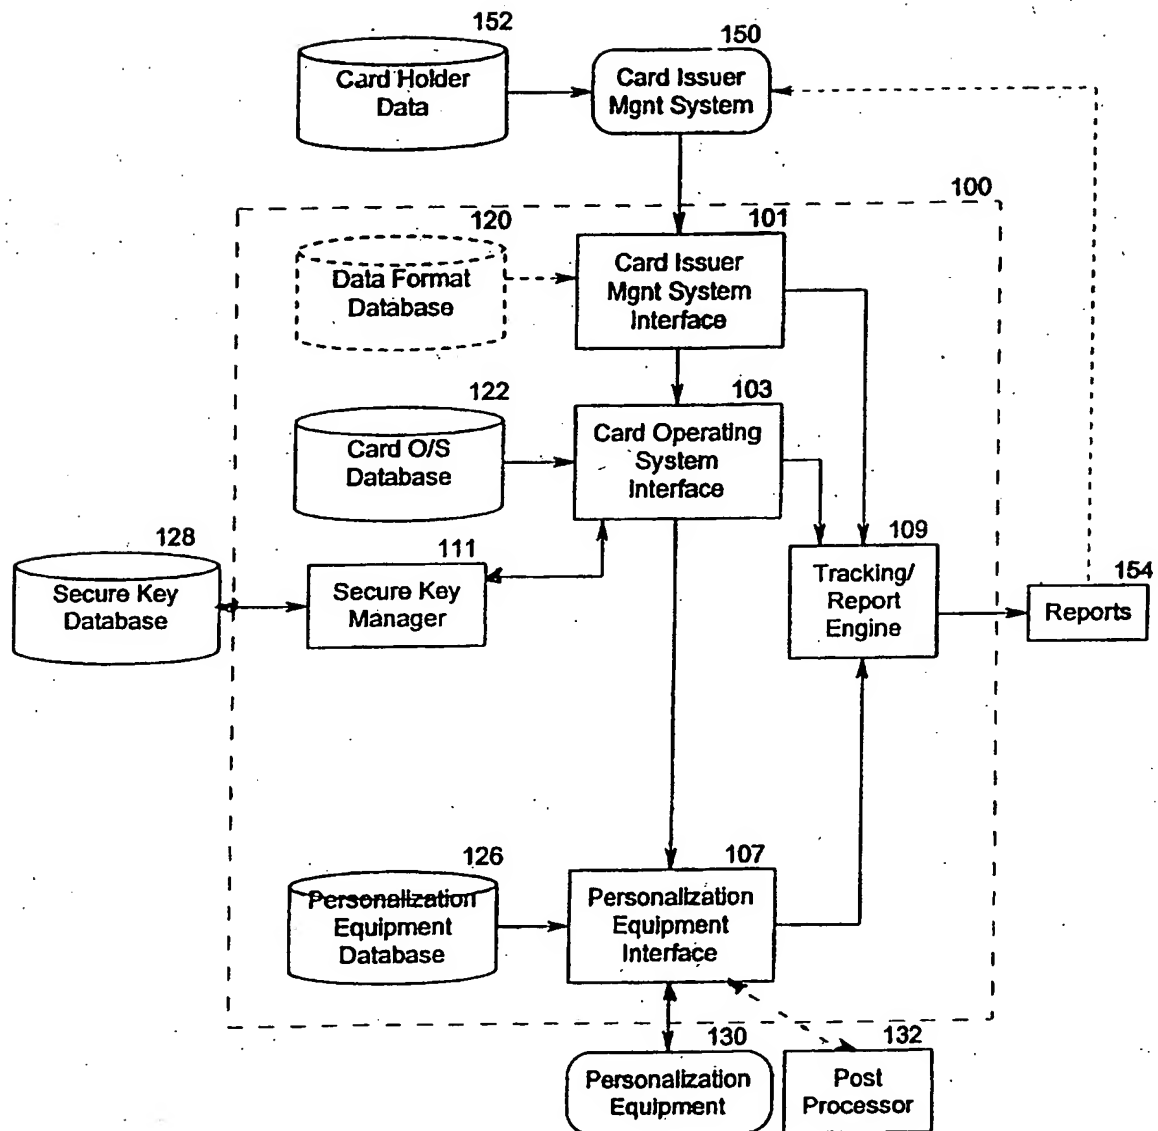 152
Card Holder
Data
150
Card Issuer
Mgnt System
100
120
Data Format
Database
101
Card Issuer
Mgnt System
Interface
122
Card O/S
Database
103
Card Operating
System
Interface
128
Secure Key
Database
111
Secure Key
Manager
109
Tracking/
Report
Engine
154
Reports
126
Personalization
Equipment
Database
107
Personalization
Equipment
Interface
130
Personalization
Equipment
132
Post
Processor